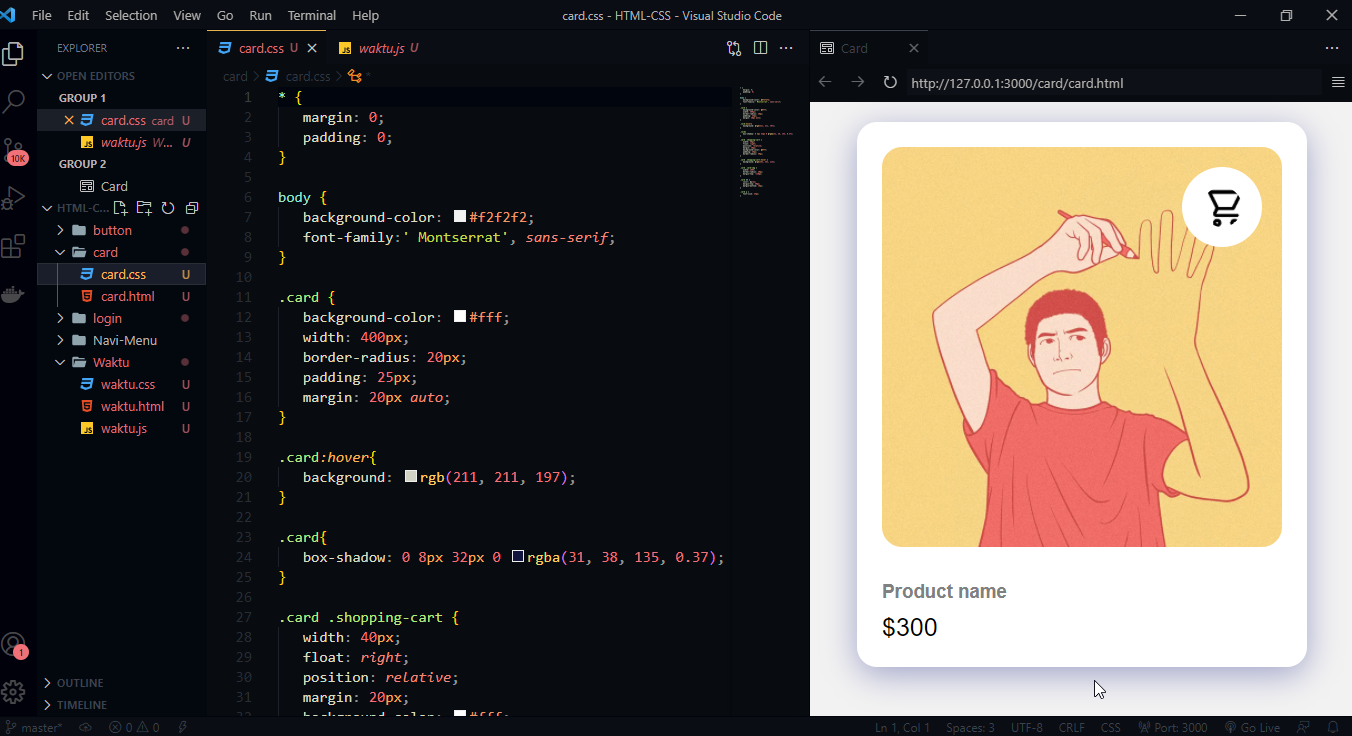 File Edit Selection View Go Run Terminal Help
card.css - HTML-CSS - Visual Studio Code
EXPLORER
OPEN EDITORS
GROUP 1
card.css card U
waktu.js W... U
GROUP 2
Card
HTML-C...
button
card
card.css U
card.html U
login
Navi-Menu
Waktu
waktu.css U
waktu.html U
waktu.js U
OUTLINE
TIMELINE
10K
1
card.css U
waktu.js U
card > card.css > *
1 * {
2 margin: 0;
3 padding: 0;
4 }
5
6 body {
7 background-color: #f2f2f2;
8 font-family:' Montserrat', sans-serif;
9 }
10
11 .card {
12 background-color: #fff;
13 width: 400px;
14 border-radius: 20px;
15 padding: 25px;
16 margin: 20px auto;
17 }
18
19 .card:hover{
20 background: rgb(211, 211, 197);
21 }
22
23 .card{
24 box-shadow: 0 8px 32px 0 rgba(31, 38, 135, 0.37);
25 }
26
27 .card .shopping-cart {
28 width: 40px;
29 float: right;
30 position: relative;
31 margin: 20px;
Card
http://127.0.0.1:3000/card/card.html
Product name
$300
master* 0 0
Ln 1, Col 1 Spaces: 3 UTF-8 CRLF CSS Port: 3000 Go Live